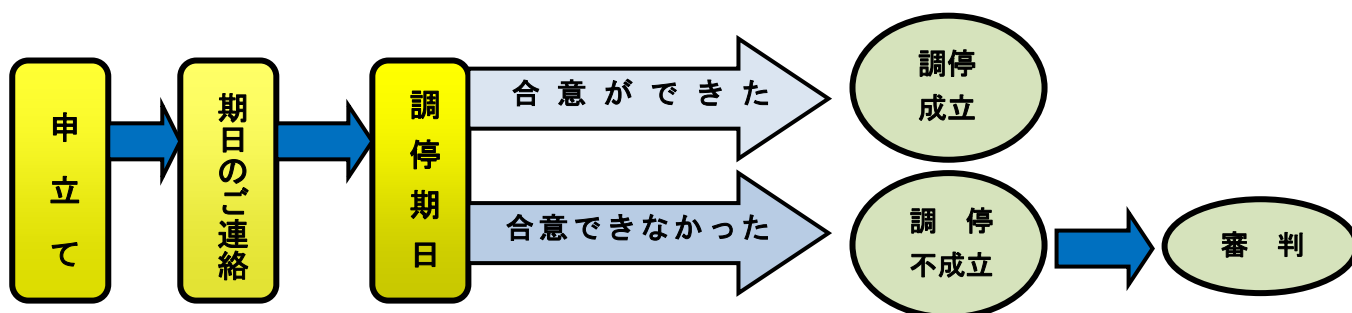 申立て
期日のご連絡
調停期日
合意ができた
調停
成立
合意できなかった
調 停
不成立
審 判